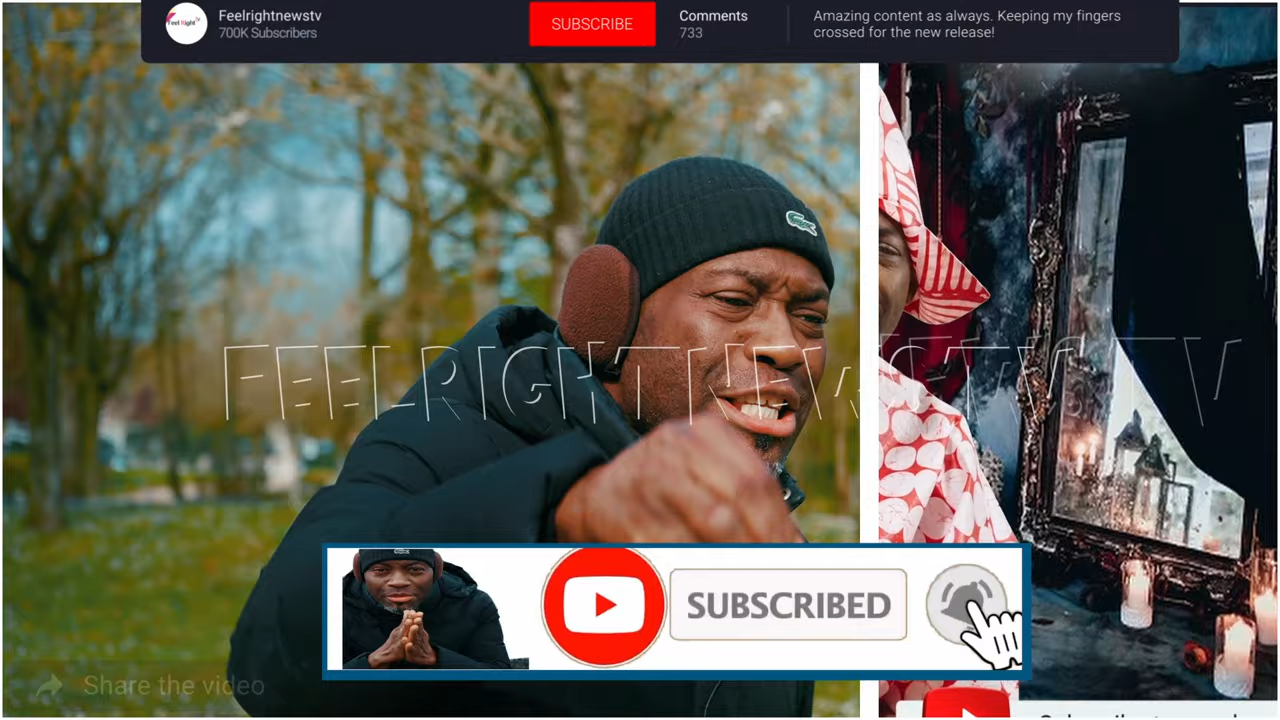 Feel Right Tv
Feelrightnewstv
700K Subscribers
SUBSCRIBE
Comments
733
Amazing content as always. Keeping my fingers
crossed for the new release!
FEELRIGHTNEWSTV
TV
SUBSCRIBED
Share the video